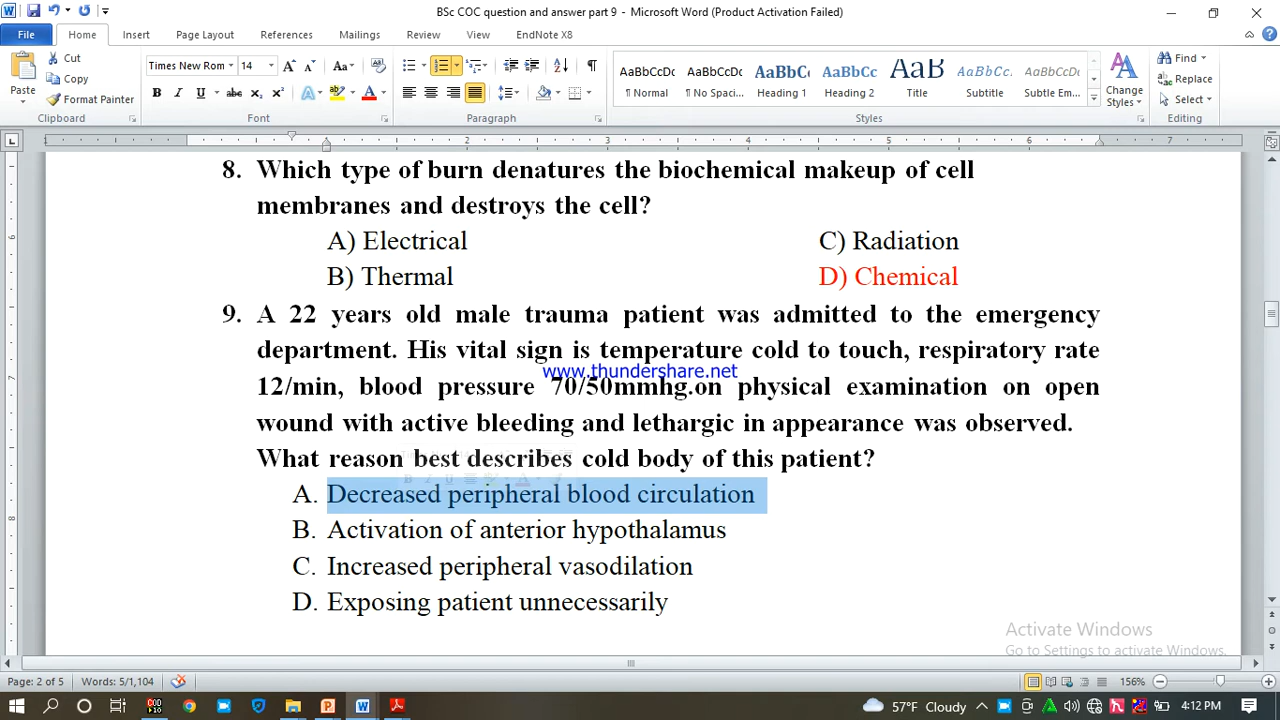 BSc COC question and answer part 9 - Microsoft Word (Product Activation Failed)
File Home Insert Page Layout References Mailings Review View EndNote X8
Paste Cut Copy Format Painter Clipboard
Times New Rom 14 Font
Paragraph
AaBbCcDc ¶ Normal AaBbCcDc ¶ No Spaci... AaBbCc Heading 1 AaBbCc Heading 2 AaB Title AaBbCcL Subtitle AaBbCcDc Subtle Em... Change Styles Styles
Find Replace Select Editing
1 2 3 4 5 6 7
8. Which type of burn denatures the biochemical makeup of cell
membranes and destroys the cell?
A) Electrical C) Radiation
B) Thermal D) Chemical
9. A 22 years old male trauma patient was admitted to the emergency
department. His vital sign is temperature cold to touch, respiratory rate
www.thundershare.net
12/min, blood pressure 70/50mmhg.on physical examination on open
wound with active bleeding and lethargic in appearance was observed.
What reason best describes cold body of this patient?
A. Decreased peripheral blood circulation
B. Activation of anterior hypothalamus
C. Increased peripheral vasodilation
D. Exposing patient unnecessarily
Activate Windows
Go to Settings to activate Windows.
Page: 2 of 5 Words: 5/1,104 156%
57°F Cloudy 4:12 PM